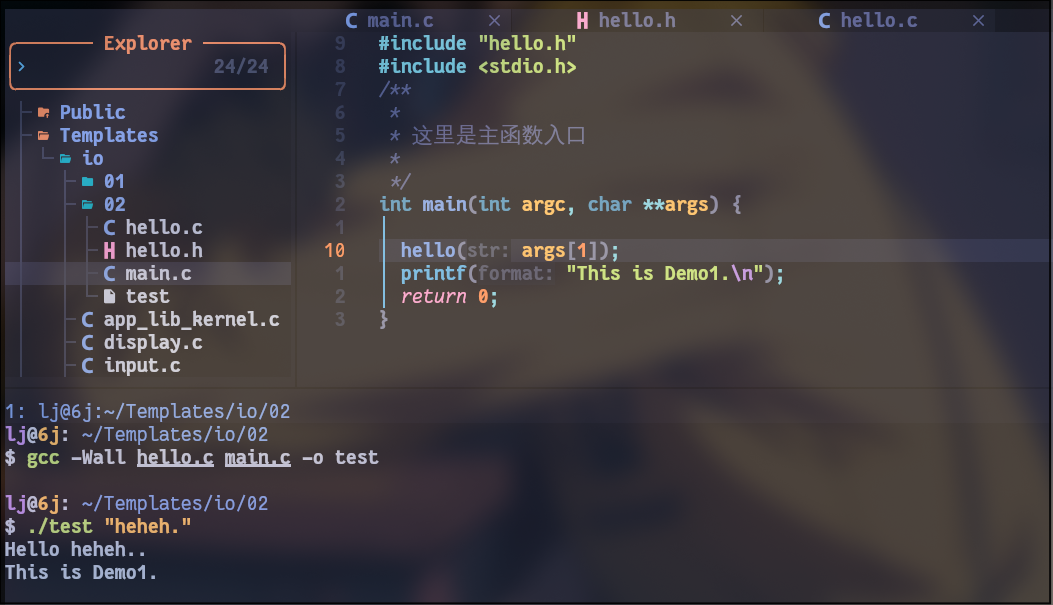 main.c × hello.h × hello.c ×
Explorer
24/24
Public
Templates
io
01
02
hello.c
hello.h
main.c
test
app_lib_kernel.c
display.c
input.c
9 #include "hello.h"
8 #include <stdio.h>
7 /**
6 *
5 * 这里是主函数入口
4 *
3 */
2 int main(int argc, char **args) {
1
10 hello(str: args[1]);
1 printf(format: "This is Demo1.\n");
2 return 0;
3 }
1: lj@6j:~/Templates/io/02
lj@6j: ~/Templates/io/02
$ gcc -Wall hello.c main.c -o test
lj@6j: ~/Templates/io/02
$ ./test "heheh."
Hello heheh..
This is Demo1.